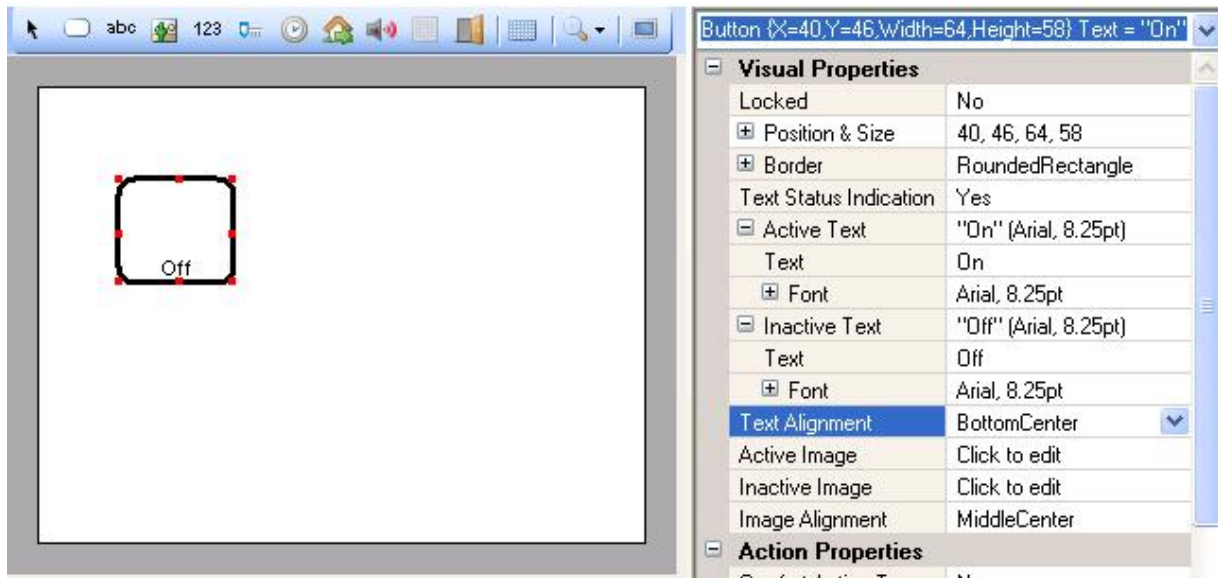 abc 123
Off
Button {X=40,Y=46,Width=64,Height=58} Text = "On"
Visual Properties
Locked No
Position & Size 40, 46, 64, 58
Border RoundedRectangle
Text Status Indication Yes
Active Text "On" (Arial, 8.25pt)
Text On
Font Arial, 8.25pt
Inactive Text "Off" (Arial, 8.25pt)
Text Off
Font Arial, 8.25pt
Text Alignment BottomCenter
Active Image Click to edit
Inactive Image Click to edit
Image Alignment MiddleCenter
Action Properties